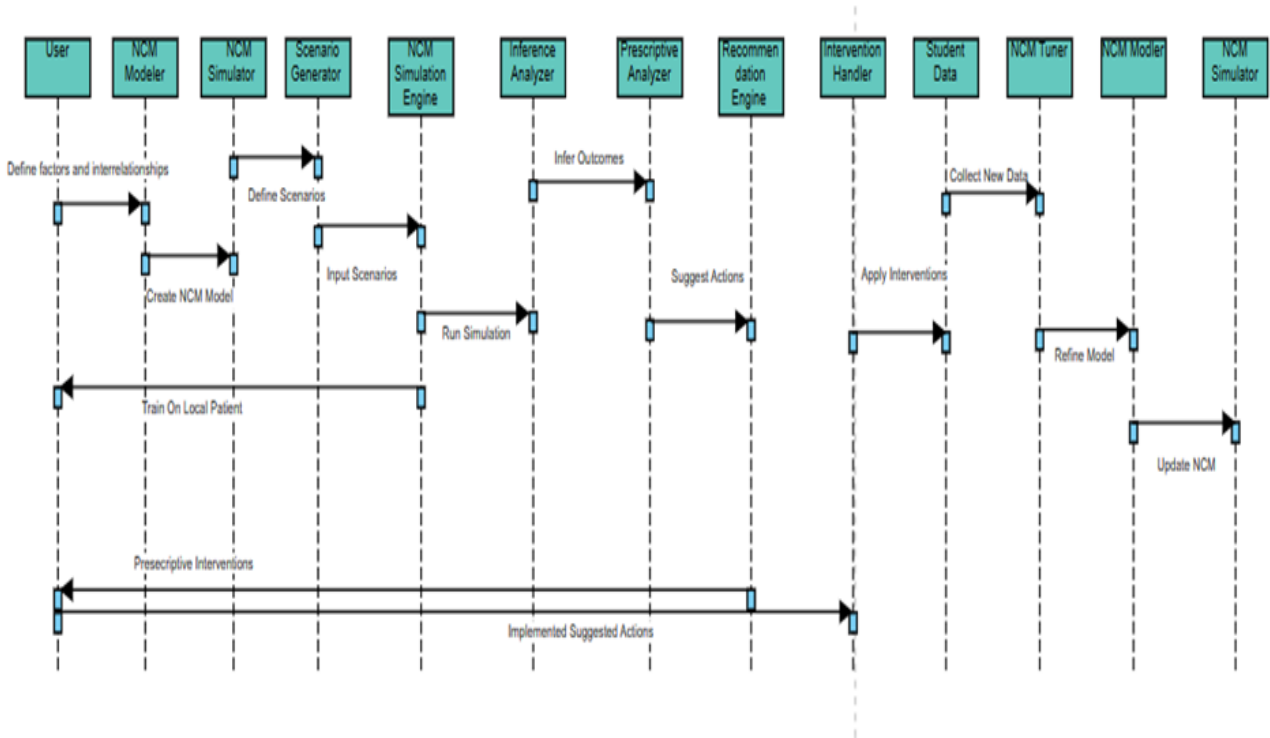 User
NCM
Modeler
NCM
Simulator
Scenario
Generator
NCM
Simulation
Engine
Inference
Analyzer
Prescriptive
Analyzer
Recommen
dation
Engine
Intervention
Handler
Student
Data
NCM Tuner
NCM Modler
NCM
Simulator
Define factors and interrelationships
Define Scenarios
Infer Outcomes
Collect New Data
Create NCM Model
Input Scenarios
Suggest Actions
Apply Interventions
Run Simulation
Refine Model
Train On Local Patient
Update NCM
Presecriptive Interventions
Implemented Suggested Actions